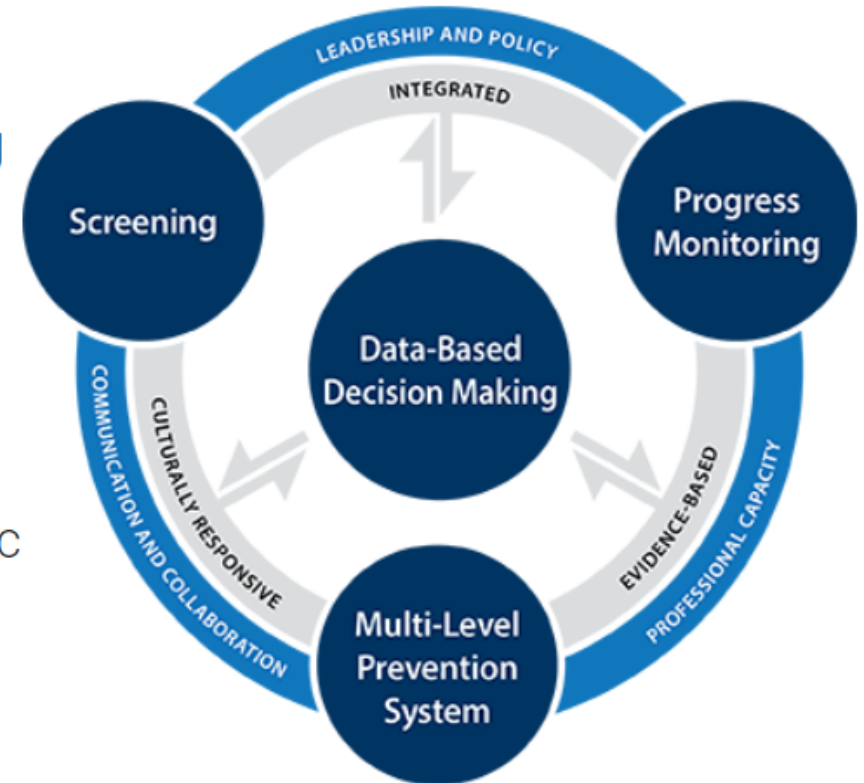 LEADERSHIP AND POLICY
INTEGRATED
Screening
Progress
Monitoring
Data-Based
Decision Making
COMMUNICATION AND COLLABORATION
CULTURALLY RESPONSIVE
EVIDENCE-BASED
PROFESSIONAL CAPACITY
C
Multi-Level
Prevention
System